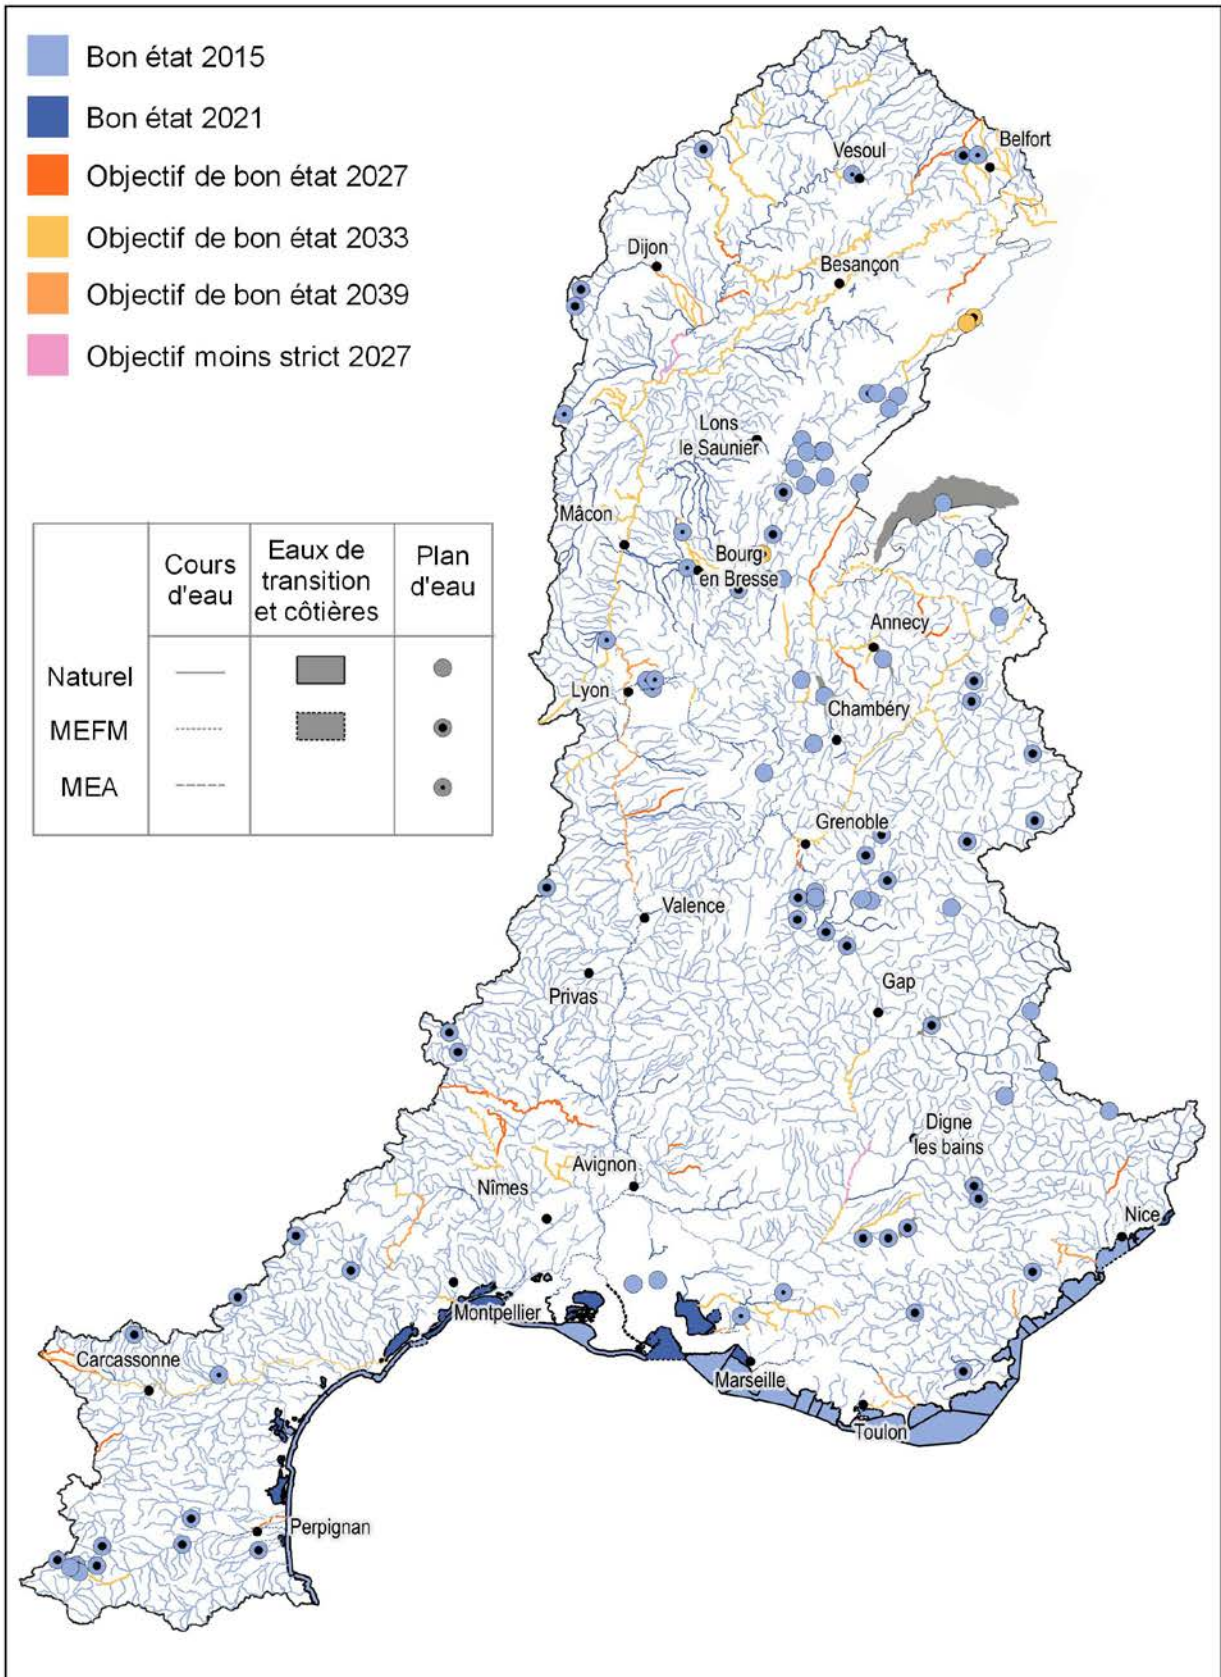 Bon état 2015
Bon état 2021
Objectif de bon état 2027
Objectif de bon état 2033
Objectif de bon état 2039
Objectif moins strict 2027
Cours
d'eau
Eaux de
transition
et côtières
Plan
d'eau
Naturel
MEFM
MEA
Belfort
Vesoul
Dijon
Besançon
Lons
le Saunier
Mâcon
Bourg
en Bresse
Annecy
Lyon
Chambéry
Grenoble
Valence
Privas
Gap
Digne
les bains
Avignon
Nîmes
Nice
Montpellier
Carcassonne
Marseille
Toulon
Perpignan